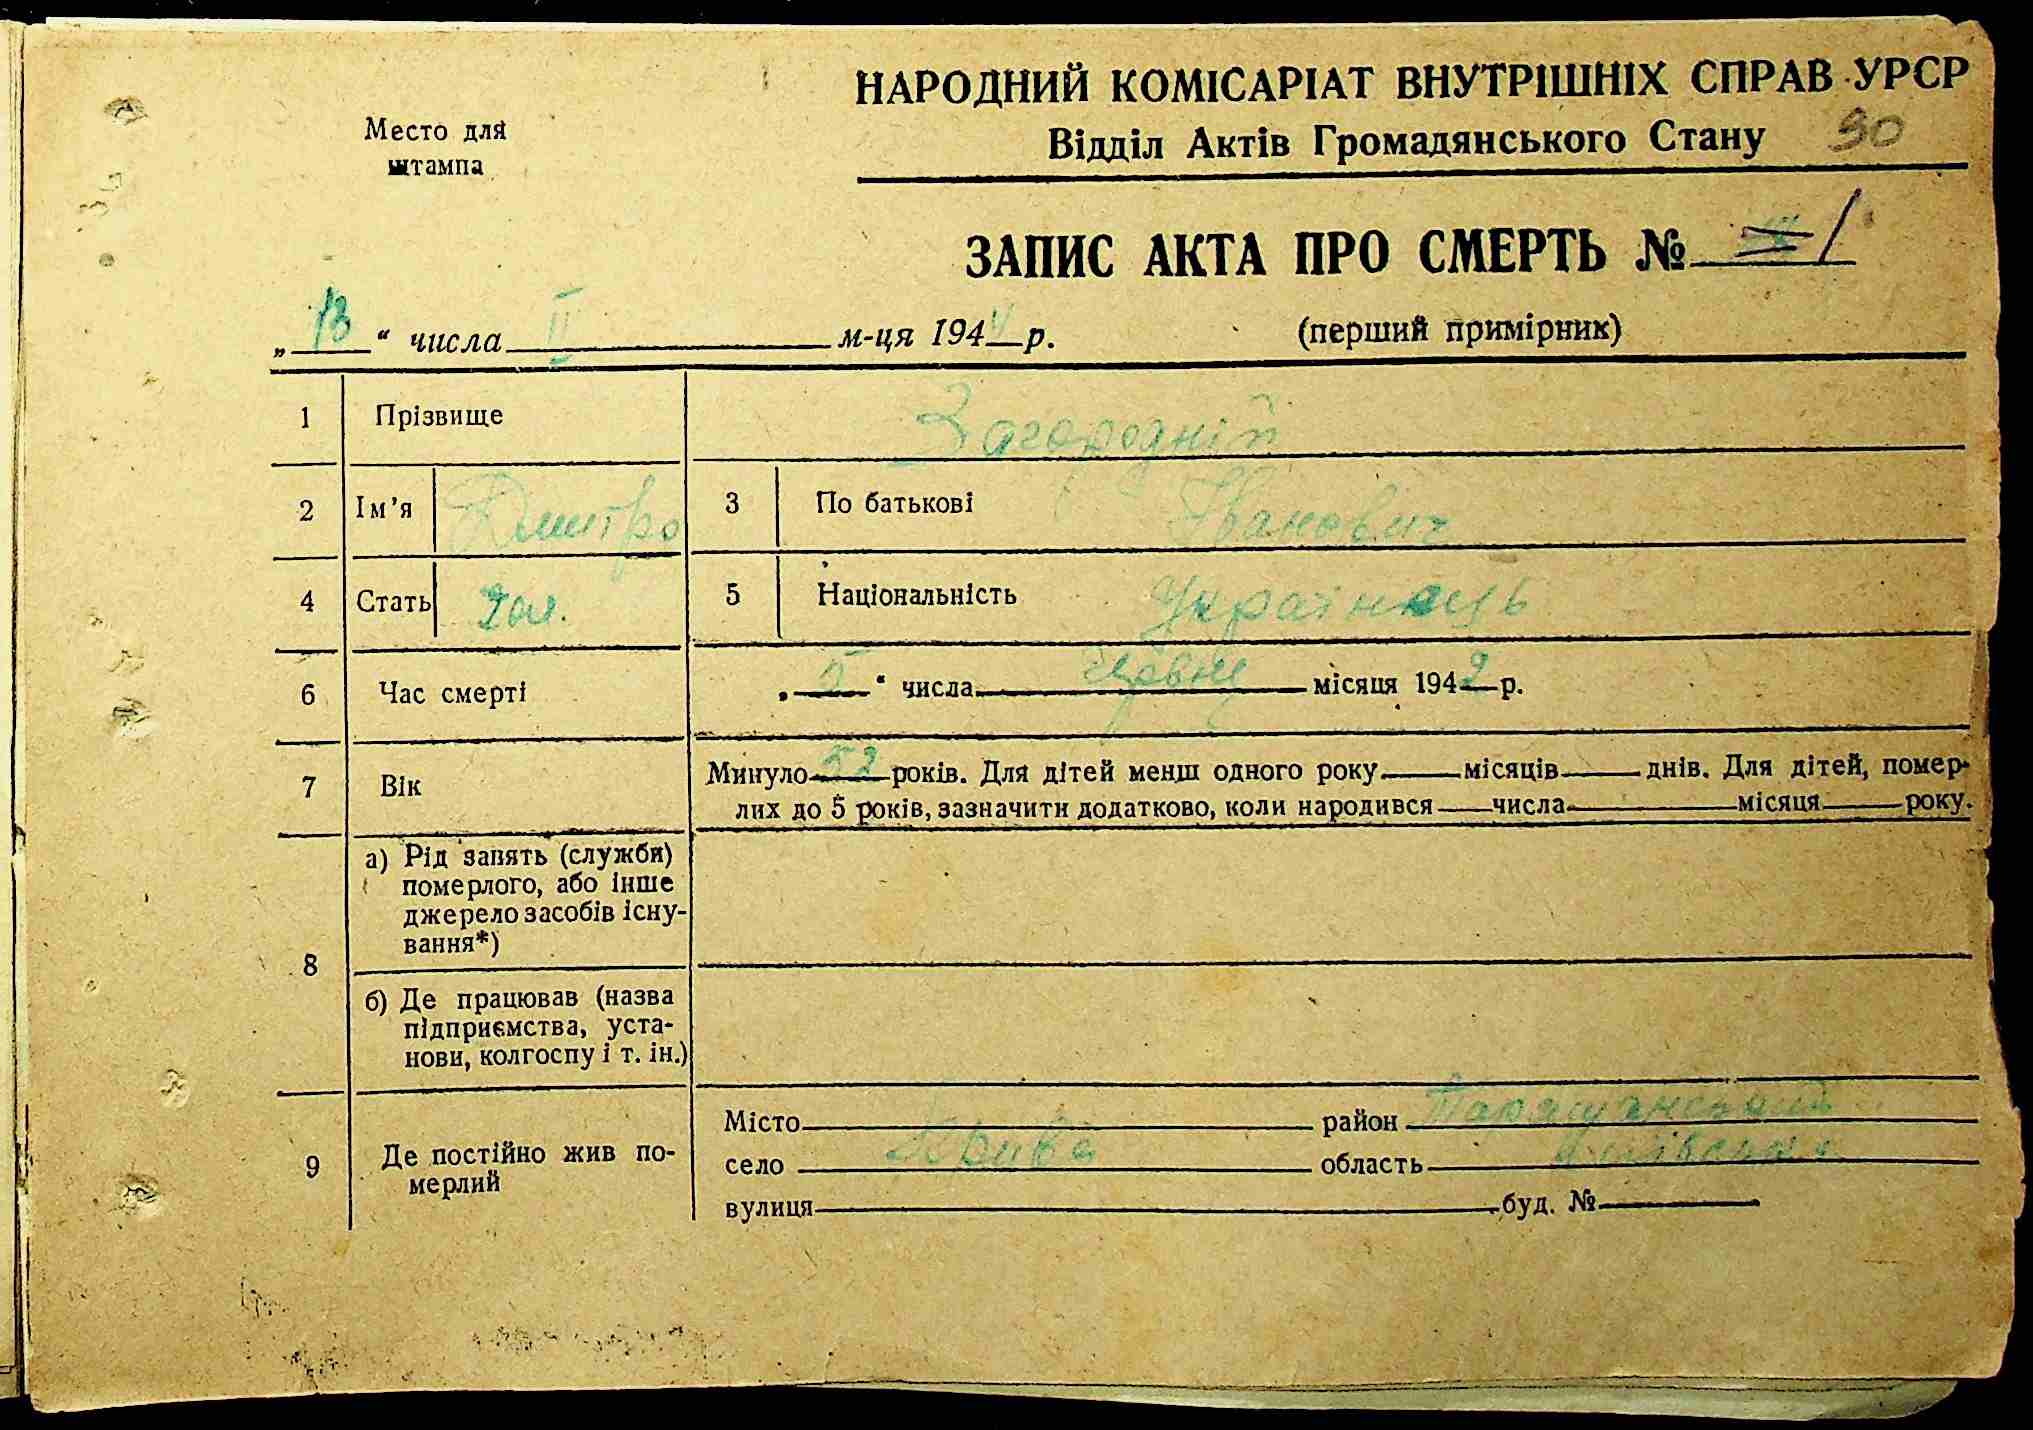 НАРОДНИЙ КОМІСАРІАТ ВНУТРІШНІХ СПРАВ УРСР
Место для
штампа
Відділ Актів Громадянського Стану 90
ЗАПИС АКТА ПРО СМЕРТЬ № 1
„ 13 “ числа II м-ця 1944 р. (перший примірник)
1 Прізвище Загородній
2 Ім’я Дмитро 3 По батькові Іванович
4 Стать чол. 5 Національність Українець
6 Час смерті „ 5 “ числа Червня місяця 1942 р.
7 Вік Минуло 52 років. Для дітей менш одного року місяців днів. Для дітей, помер-
лих до 5 років, зазначити додатково, коли народився числа місяця року.
8 а) Рід занять (служби)
померлого, або інше
джерело засобів існу-
вання*)
б) Де працював (назва
підприємства, уста-
нови, колгоспу і т. ін.)
9 Де постійно жив по-
мерлий
Місто район Таращанський
село Крива область Київська
вулиця буд. №